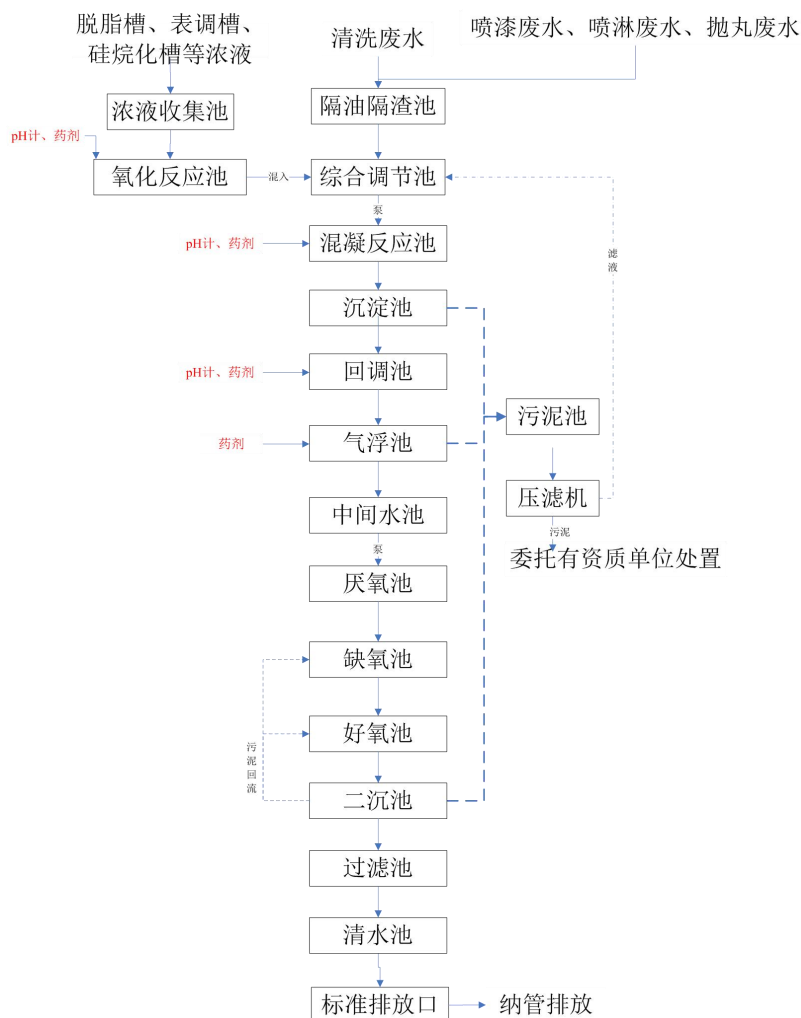 脱脂槽、表调槽、
硅烷化槽等浓液
清洗废水
喷漆废水、喷淋废水、抛丸废水
浓液收集池
隔油隔渣池
pH计、药剂
氧化反应池
混入
综合调节池
泵
pH计、药剂
混凝反应池
滤液
沉淀池
pH计、药剂
回调池
污泥池
药剂
气浮池
压滤机
中间水池
污泥
泵
委托有资质单位处置
厌氧池
缺氧池
好氧池
污泥回流
二沉池
过滤池
清水池
标准排放口
纳管排放